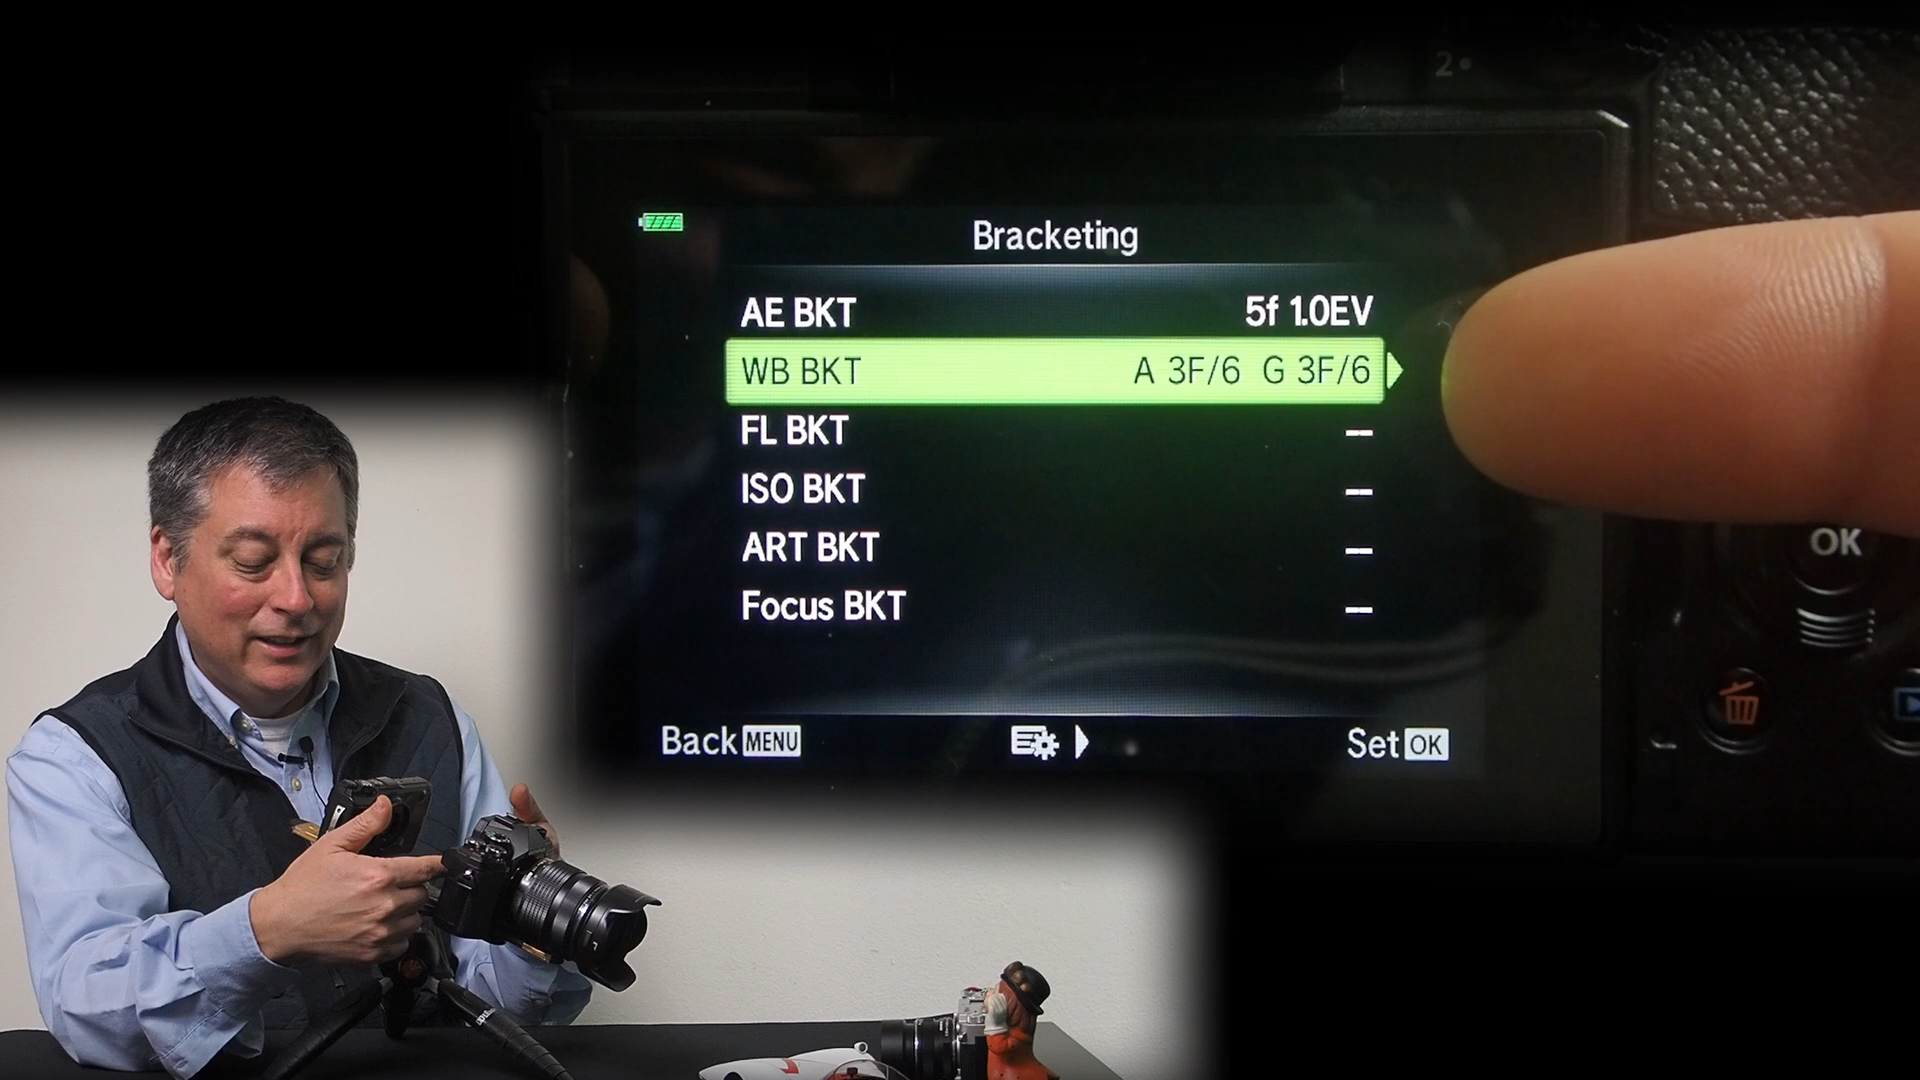 2•
Bracketing
AE BKT 5f 1.0EV
WB BKT A 3F/6 G 3F/6
FL BKT --
ISO BKT --
ART BKT --
Focus BKT --
OK
Back MENU Set OK